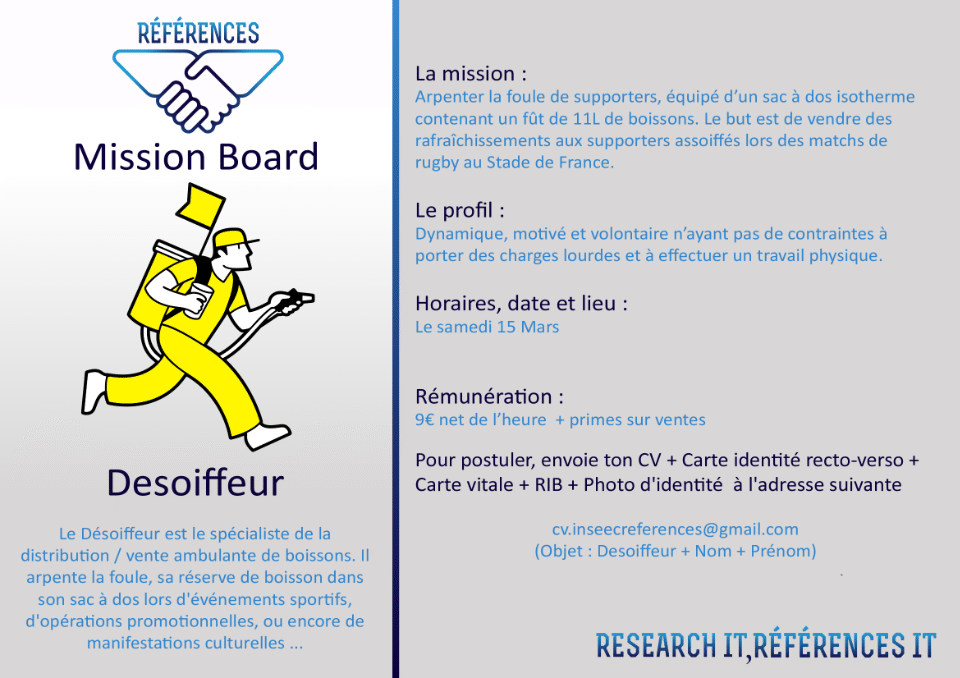 RÉFÉRENCES
Mission Board
Desoiffeur
Le Désoiffeur est le spécialiste de la
distribution / vente ambulante de boissons. Il
arpente la foule, sa réserve de boisson dans
son sac à dos lors d'événements sportifs,
d'opérations promotionnelles, ou encore de
manifestations culturelles ...
La mission :
Arpenter la foule de supporters, équipé d'un sac à dos isotherme
contenant un fût de 11L de boissons. Le but est de vendre des
rafraîchissements aux supporters assoiffés lors des matchs de
rugby au Stade de France.
Le profil :
Dynamique, motivé et volontaire n'ayant pas de contraintes à
porter des charges lourdes et à effectuer un travail physique.
Horaires, date et lieu :
Le samedi 15 Mars
Rémunération :
9€ net de l'heure + primes sur ventes
Pour postuler, envoie ton CV + Carte identité recto-verso +
Carte vitale + RIB + Photo d'identité à l'adresse suivante
cv.inseecreferences@gmail.com
(Objet : Desoiffeur + Nom + Prénom)
.
RESEARCH IT,RÉFÉRENCES IT